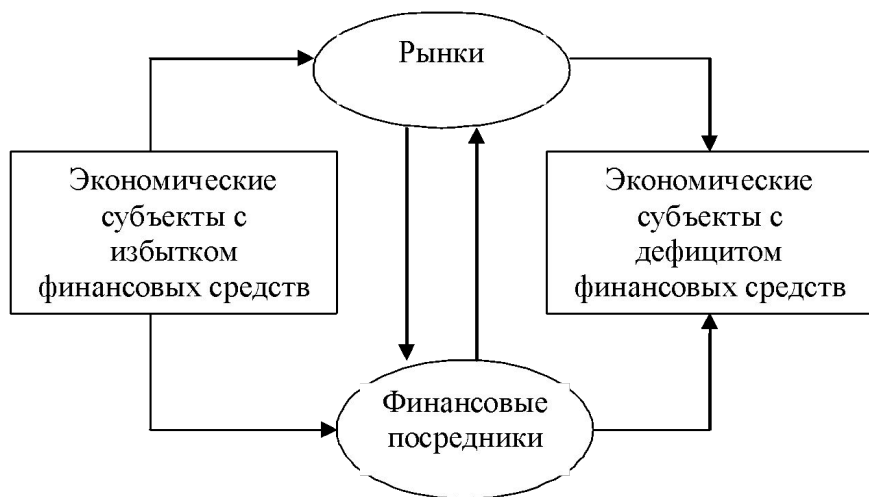 Рынки
Экономические
субъекты с
избытком
финансовых средств
Экономические
субъекты с
дефицитом
финансовых средств
Финансовые
посредники